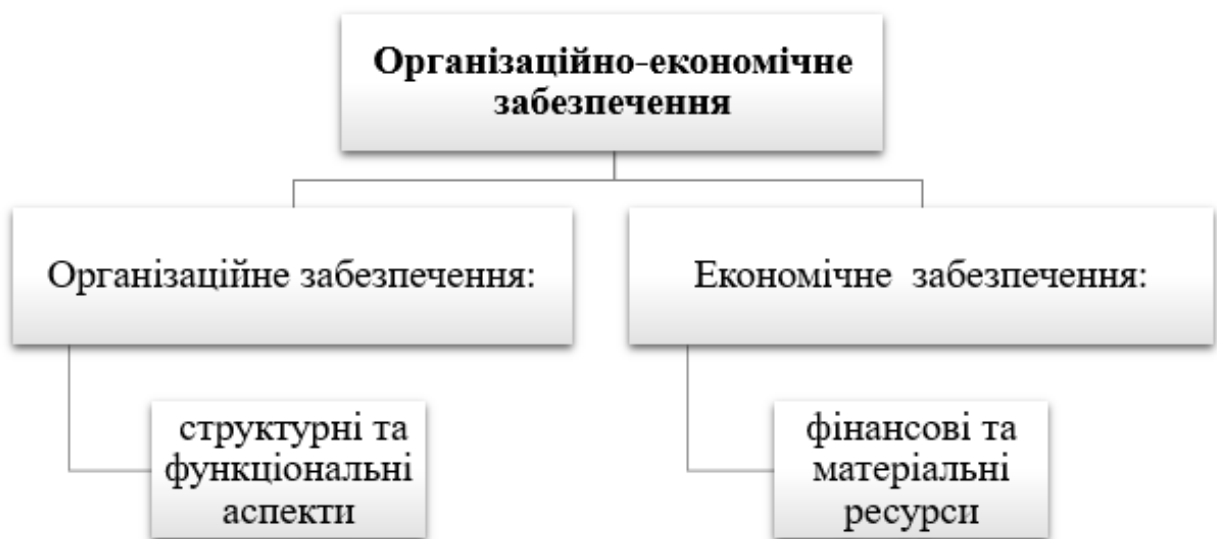 Організаційно-економічне
забезпечення
Організаційне забезпечення:
Економічне забезпечення:
структурні та
функціональні
аспекти
фінансові та
матеріальні
ресурси